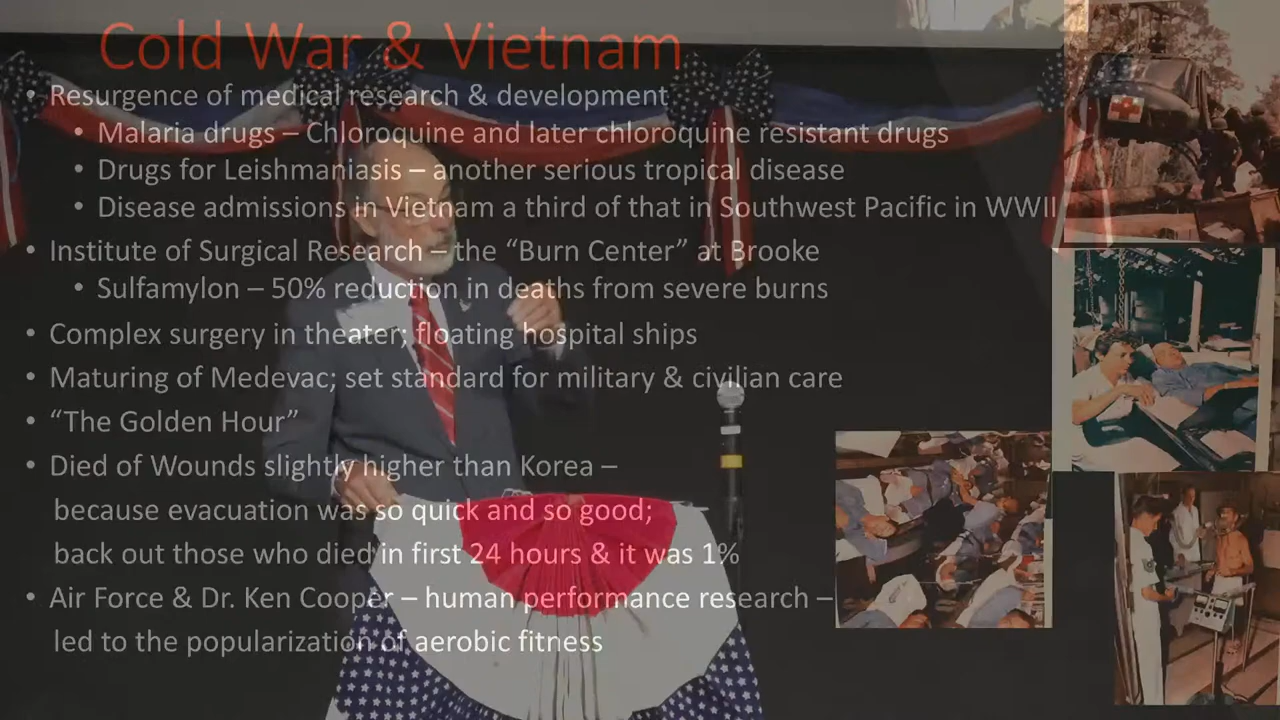 Cold War & Vietnam
• Resurgence of medical research & development
• Malaria drugs – Chloroquine and later chloroquine resistant drugs
• Drugs for Leishmaniasis – another serious tropical disease
• Disease admissions in Vietnam a third of that in Southwest Pacific in WWII
• Institute of Surgical Research – the “Burn Center” at Brooke
• Sulfamylon – 50% reduction in deaths from severe burns
• Complex surgery in theater; floating hospital ships
• Maturing of Medevac; set standard for military & civilian care
• “The Golden Hour”
• Died of Wounds slightly higher than Korea –
because evacuation was so quick and so good;
back out those who died in first 24 hours & it was 1%
• Air Force & Dr. Ken Cooper – human performance research –
led to the popularization of aerobic fitness